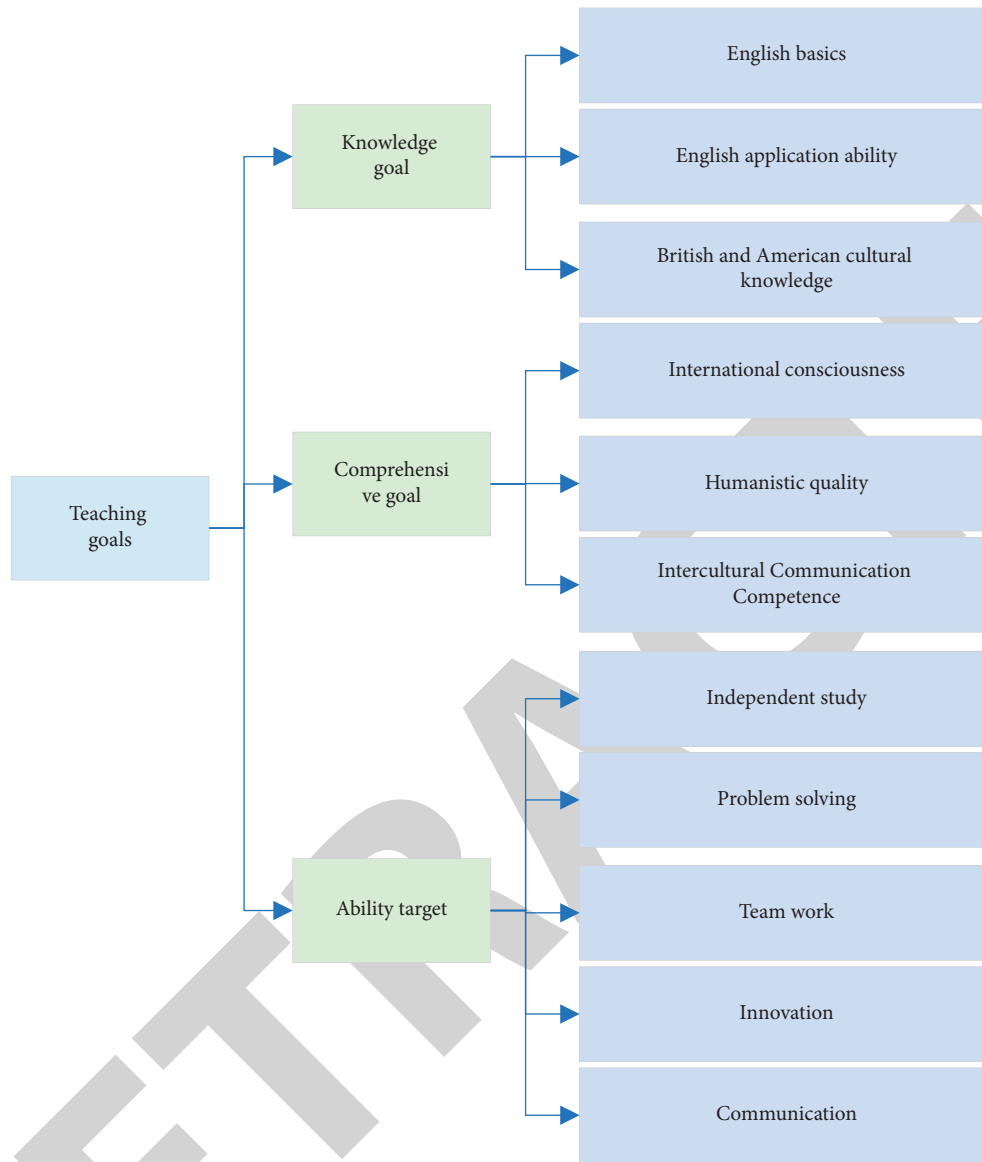 Teaching
goals
Knowledge
goal
English basics
English application ability
British and American cultural
knowledge
Comprehensi
ve goal
International consciousness
Humanistic quality
Intercultural Communication
Competence
Ability target
Independent study
Problem solving
Team work
Innovation
Communication
ETRAC